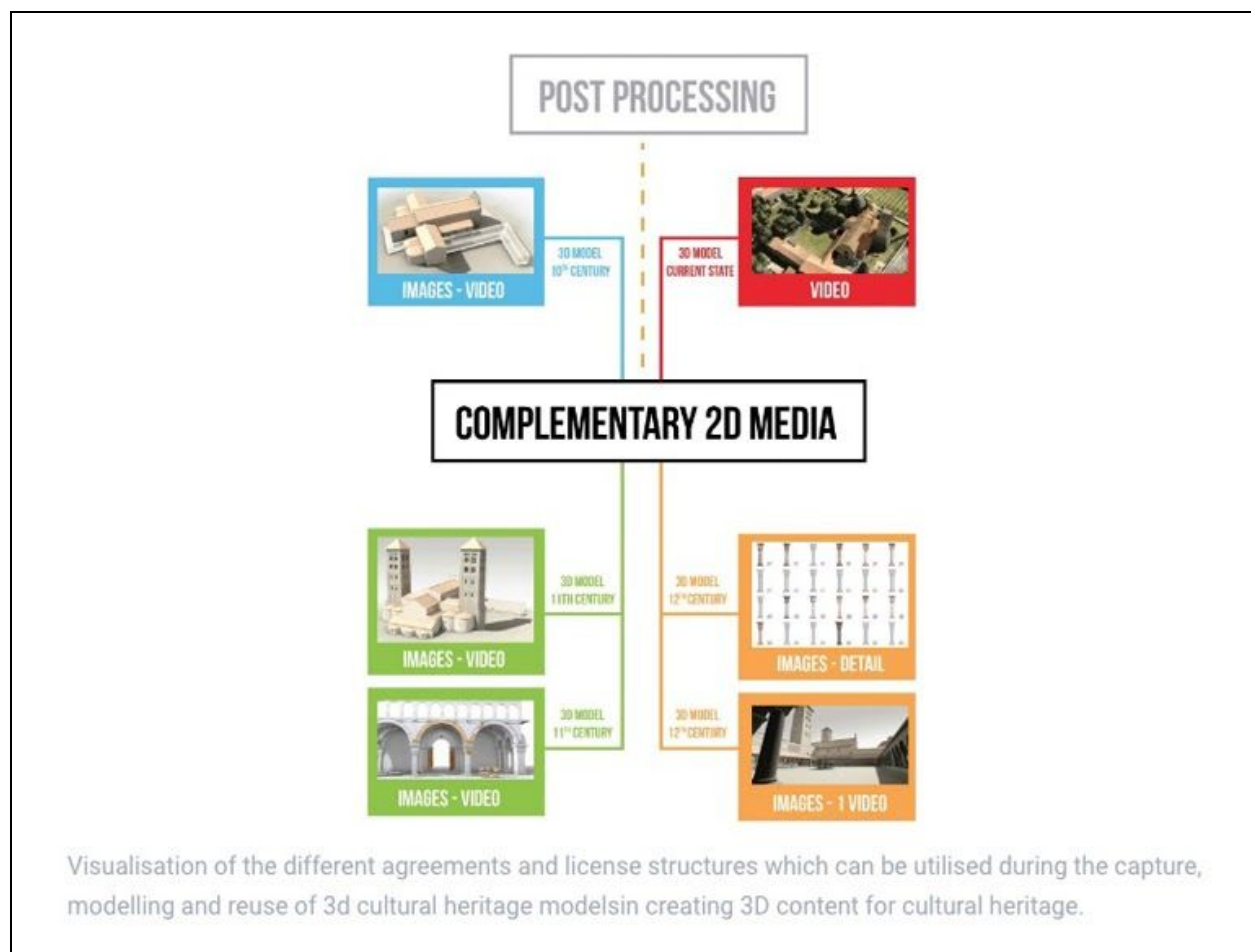 POST PROCESSING
IMAGES - VIDEO
3D MODEL
10TH CENTURY
3D MODEL
CURRENT STATE
VIDEO
COMPLEMENTARY 2D MEDIA
IMAGES - VIDEO
3D MODEL
11TH CENTURY
3D MODEL
12TH CENTURY
IMAGES - DETAIL
IMAGES - VIDEO
3D MODEL
11TH CENTURY
3D MODEL
12TH CENTURY
IMAGES - 1 VIDEO
Visualisation of the different agreements and license structures which can be utilised during the capture,
modelling and reuse of 3d cultural heritage modelsin creating 3D content for cultural heritage.